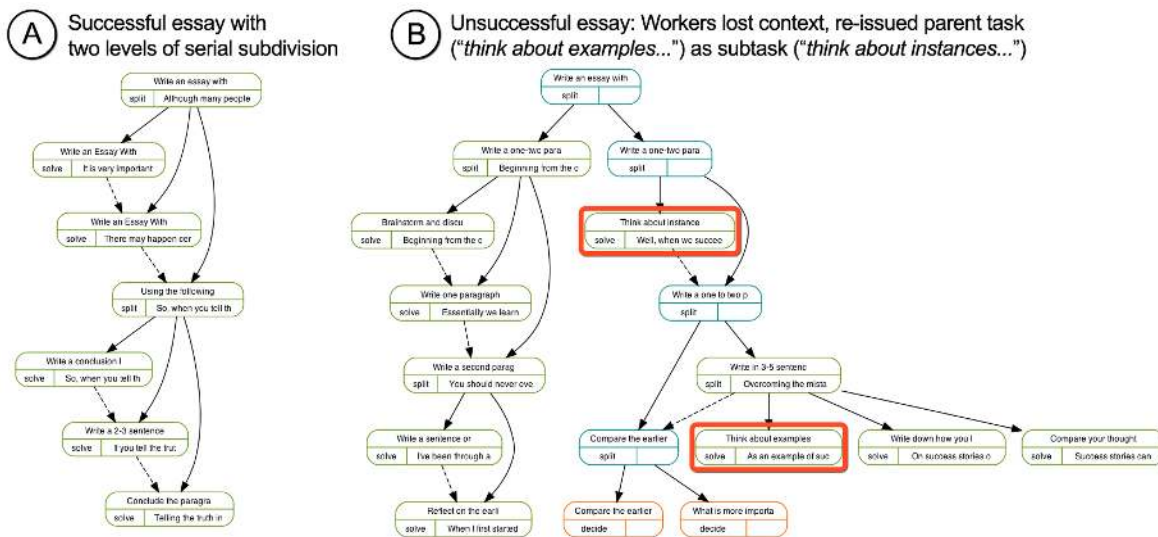 A Successful essay with
two levels of serial subdivision
B Unsuccessful essay: Workers lost context, re-issued parent task
("think about examples...") as subtask ("think about instances...")
Write an essay with
split Although many people
Write an Essay With
solve It is very important
Write an Essay With
solve There may happen cer
Using the following
split So, when you tell th
Write a conclusion I
solve So, when you tell th
Write a 2-3 sentence
solve If you tell the trut
Conclude the paragra
solve Telling the truth in
Write an essay with
split
Write a one-two para
split Beginning from the c
Write a one-two para
split
Brainstorm and discu
solve Beginning from the c
Think about instance
solve Well, when we succee
Write one paragraph
solve Essentially we learn
Write a one to two p
split
Write a second parag
split You should never eve
Write in 3-5 sentenc
split Overcoming the mista
Write a sentence or
solve I've been through a
Compare the earlier
split
Think about examples
solve As an example of suc
Write down how you l
solve On success stories o
Compare your thought
solve Success stories can
Reflect on the earli
solve When I first started
Compare the earlier
decide
What is more importa
decide